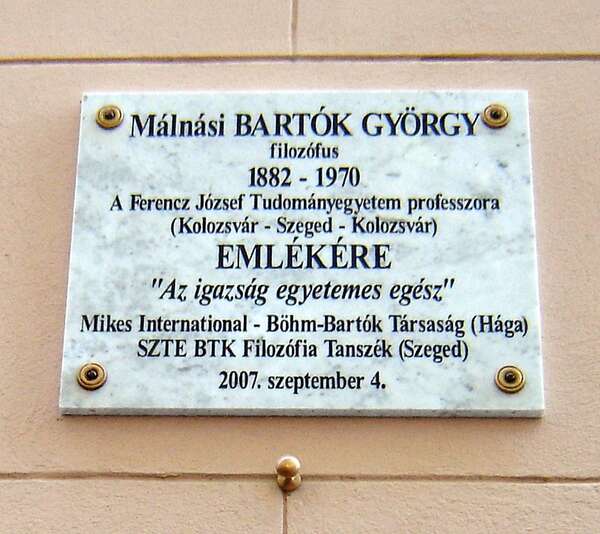 Málnási BARTÓK GYÖRGY
filozófus
1882 - 1970
A Ferencz József Tudományegyetem professzora
(Kolozsvár - Szeged - Kolozsvár)
EMLÉKÉRE
"Az igazság egyetemes egész"
Mikes International - Böhm-Bartók Társaság (Hága)
SZTE BTK Filozófia Tanszék (Szeged)
2007. szeptember 4.